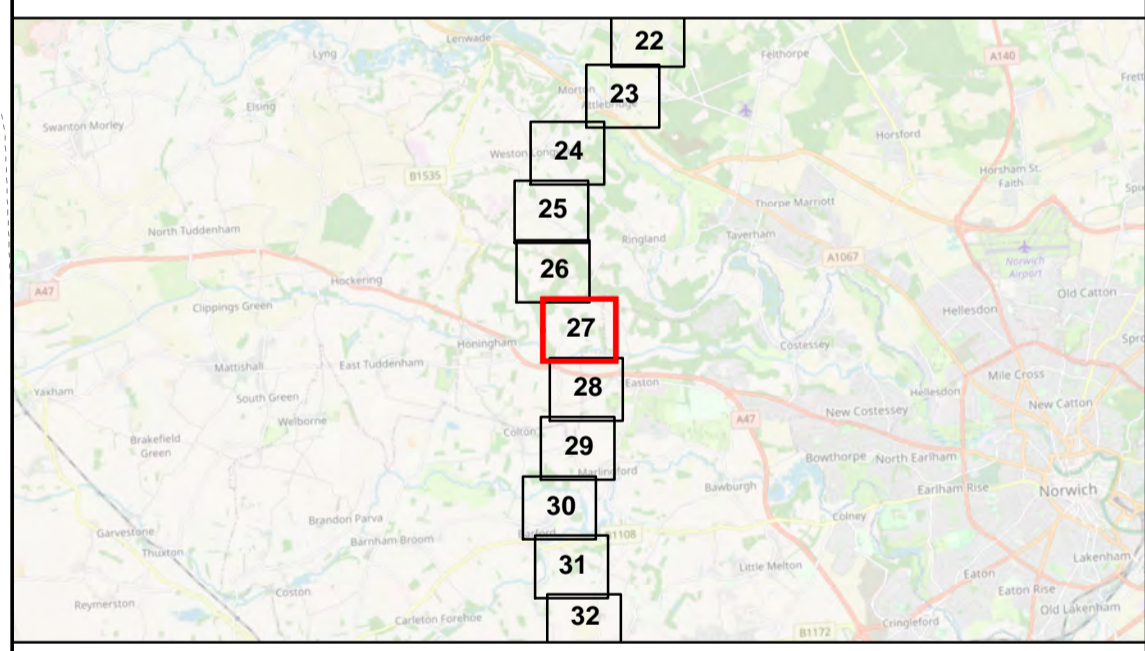 22
Lenwade
Lyng
Felthorpe
A140
Frett
23
Morton
Attlebridge
Elsing
Swanton Morley
Horsford
24
Weston Long
B1535
Horsham St.
Faith
Spi
25
Thorpe Marriott
North Tuddenham
Ringland
Taverham
A1067
Norwich
Airport
26
Hockering
A47
Clippings Green
Old Catton
Hellesdon
27
Honingham
Costessey
Spro
Mattishall
East Tuddenham
Mile Cross
28
Easton
Yaxham
South Green
Hellesdon
New Catton
New Costessey
Welborne
A47
Colton
29
Brakefield
Green
Marlingford
Bowthorpe
North Earlham
Bawburgh
Earlham Rise
Norwich
30
Brandon Parva
Colney
Garvestone
Barnham Broom
B1108
Thuxton
Lakenham
31
Little Melton
Eaton
Coston
Eaton Rise
Reymerston
Old Lakenham
32
Carleton Forehoe
Cringleford
B1172